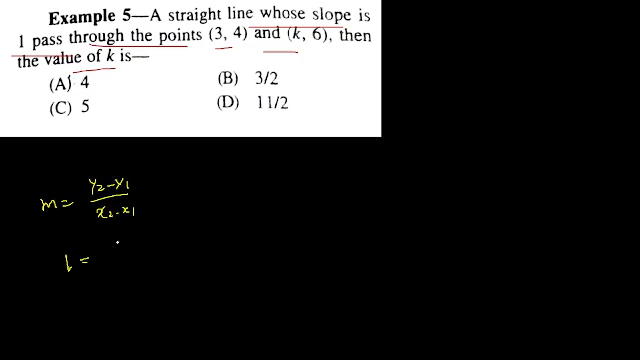 Example 5—A straight line whose slope is
1 pass through the points (3, 4) and (k, 6), then
the value of k is—
(A) 4 (B) 3/2
(C) 5 (D) 11/2
m = y₂-y₁ / x₂-x₁
1 =